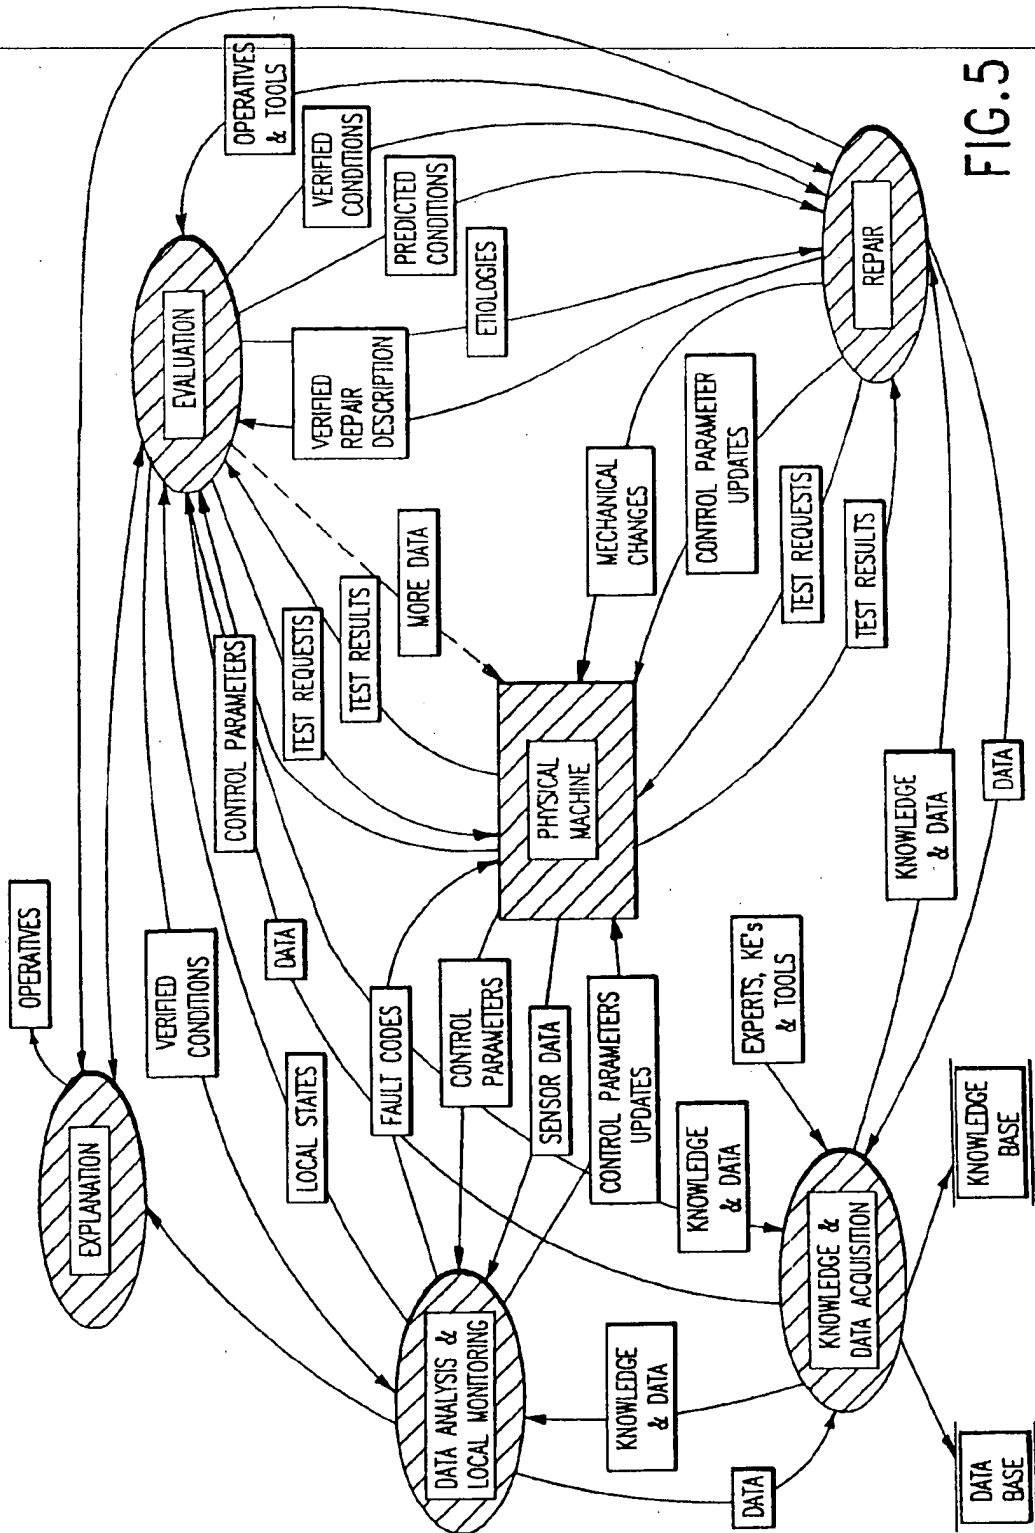 OPERATIVES
EXPLANATION
VERIFIED
CONDITIONS
LOCAL STATES
CONTROL PARAMETERS
DATA
FAULT CODES
TEST REQUESTS
TEST RESULTS
MORE DATA
EVALUATION
OPERATIVES
& TOOLS
VERIFIED
CONDITIONS
PREDICTED
CONDITIONS
ETIOLOGIES
VERIFIED
REPAIR
DESCRIPTION
DATA ANALYSIS &
LOCAL MONITORING
CONTROL
PARAMETERS
SENSOR DATA
CONTROL PARAMETERS
UPDATES
PHYSICAL
MACHINE
MECHANICAL
CHANGES
CONTROL PARAMETER
UPDATES
TEST REQUESTS
TEST RESULTS
REPAIR
KNOWLEDGE
& DATA
DATA
KNOWLEDGE
& DATA
EXPERTS, KE's
& TOOLS
KNOWLEDGE &
DATA ACQUISITION
KNOWLEDGE
& DATA
DATA
DATA
BASE
KNOWLEDGE
BASE
FIG.5